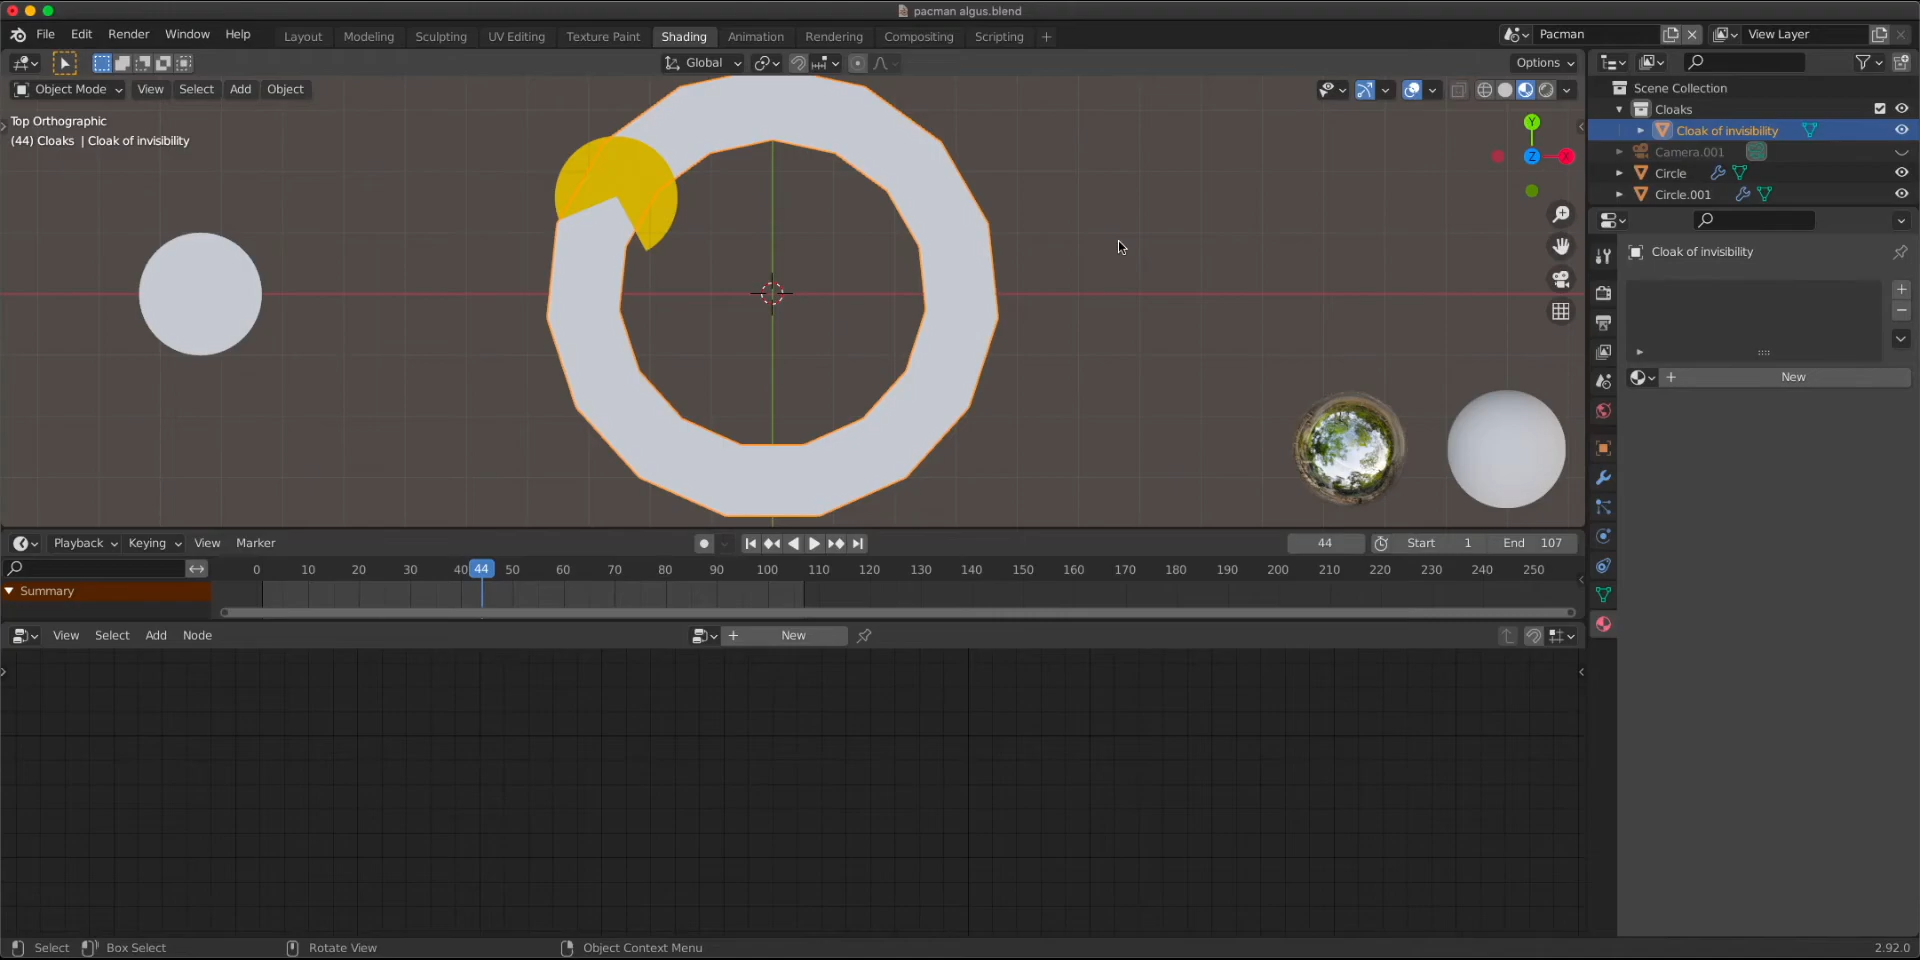 pacman algus.blend
File Edit Render Window Help Layout Modeling Sculpting UV Editing Texture Paint Shading Animation Rendering Compositing Scripting + Pacman View Layer
Global Options
Object Mode View Select Add Object
Scene Collection
Cloaks
Cloak of invisibility
Camera.001
Circle
Circle.001
Top Orthographic
(44) Cloaks | Cloak of invisibility
Y
Z X
Cloak of invisibility
New
Playback Keying View Marker 44 Start 1 End 107
0 10 20 30 40 44 50 60 70 80 90 100 110 120 130 140 150 160 170 180 190 200 210 220 230 240 250
Summary
View Select Add Node New
Select Box Select Rotate View Object Context Menu 2.92.0